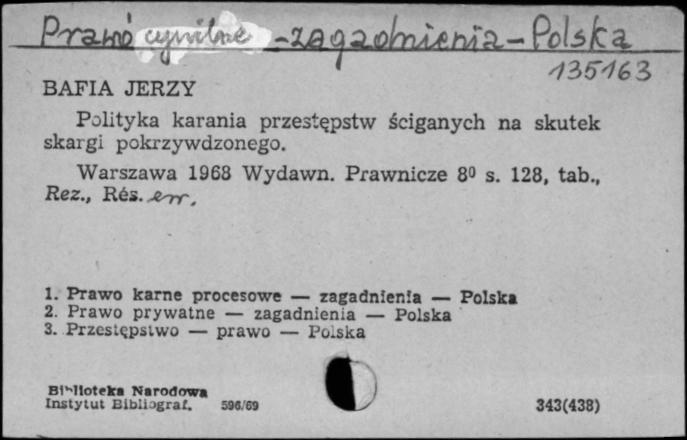 Prawo cywilne - zagadnienia - Polska
135163
BAFIA JERZY
Polityka karania przestępstw ściganych na skutek
skargi pokrzywdzonego.
Warszawa 1968 Wydawn. Prawnicze 8⁰ s. 128, tab.,
Rez., Rés.
1. Prawo karne procesowe — zagadnienia — Polska
2. Prawo prywatne — zagadnienia — Polska
3. Przestępstwo — prawo — Polska
Biblioteka Narodowa
Instytut Bibliograf. 596/69
343(438)